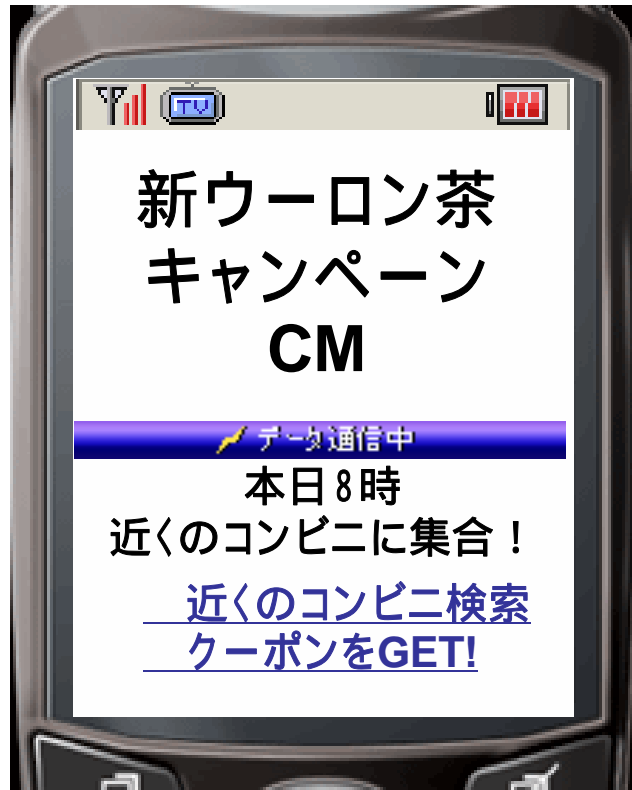 TV
新ウーロン茶
キャンペーン
CM
データ通信中
本日8時
近くのコンビニに集合！
近くのコンビニ検索
クーポンをGET!